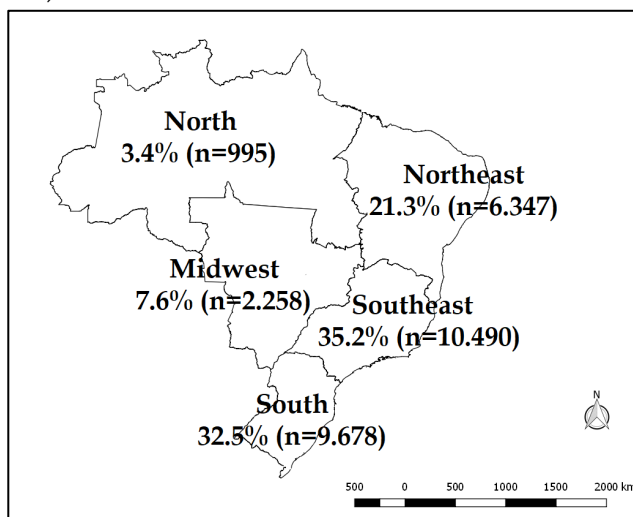 North
3.4% (n=995)
Northeast
21.3% (n=6.347)
Midwest
7.6% (n=2.258)
Southeast
35.2% (n=10.490)
South
32.5% (n=9.678)
N
500 0 500 1000 1500 2000 km